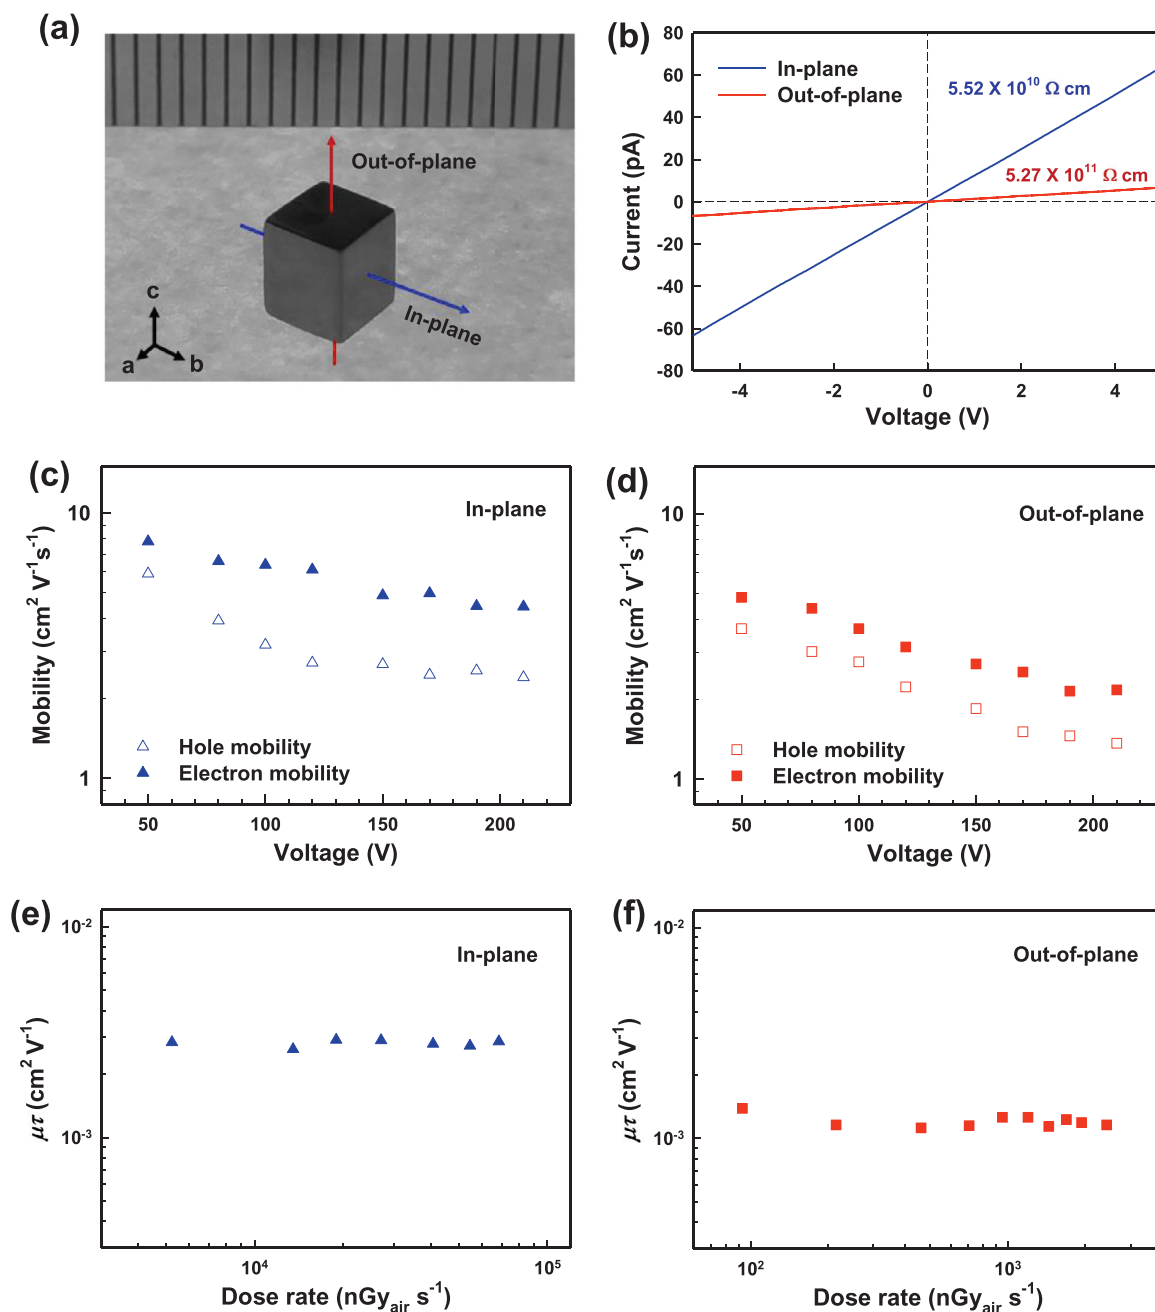 (a)
Out-of-plane
In-plane
c
a
b
(b)
80
60
40
20
0
-20
-40
-60
-80
Current (pA)
In-plane
Out-of-plane
5.52 X 10¹⁰ Ω cm
5.27 X 10¹¹ Ω cm
-4
-2
0
2
4
Voltage (V)
(c)
In-plane
10
1
Mobility (cm² V⁻¹s⁻¹)
Hole mobility
Electron mobility
50
100
150
200
Voltage (V)
(d)
Out-of-plane
10
1
Mobility (cm² V⁻¹s⁻¹)
Hole mobility
Electron mobility
50
100
150
200
Voltage (V)
(e)
In-plane
10⁻²
10⁻³
μτ (cm² V⁻¹)
10⁴
10⁵
Dose rate (nGy_air s⁻¹)
(f)
Out-of-plane
10⁻²
10⁻³
μτ (cm² V⁻¹)
10²
10³
Dose rate (nGy_air s⁻¹)